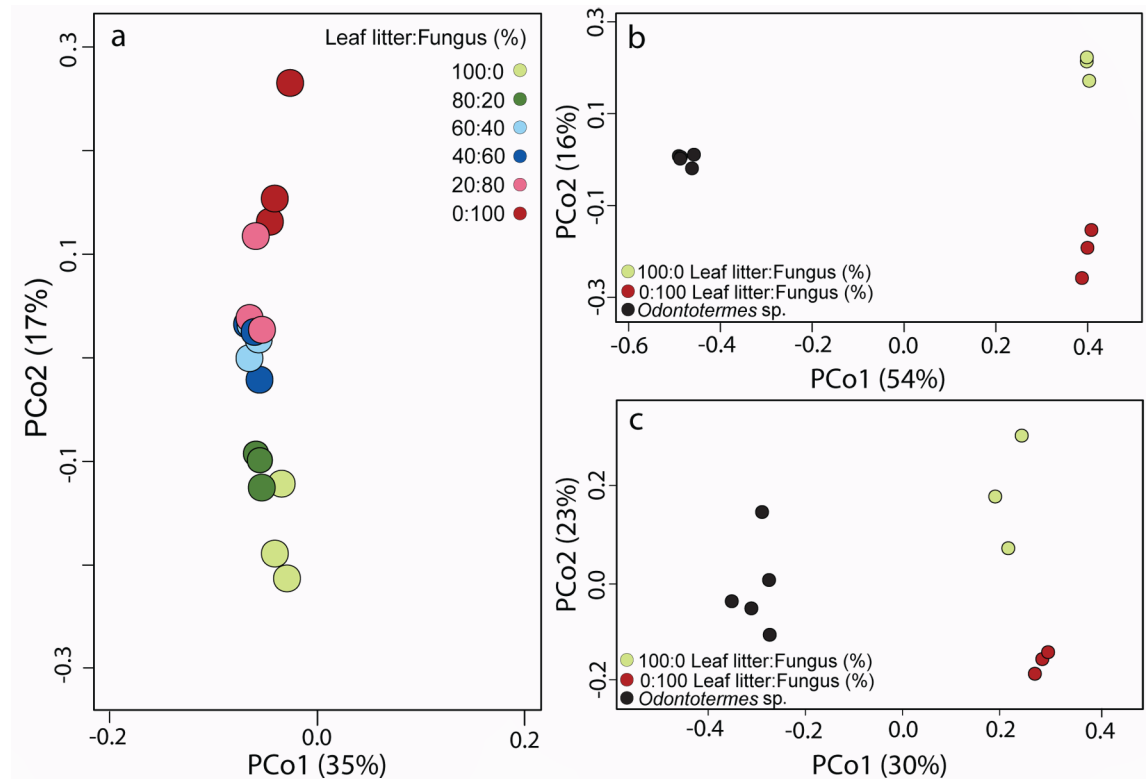 a
Leaf litter:Fungus (%)
100:0
80:20
60:40
40:60
20:80
0:100
0.3
0.1
-0.1
-0.3
PCo2 (17%)
-0.2
0.0
0.2
PCo1 (35%)
b
0.3
0.1
-0.1
-0.3
PCo2 (16%)
100:0 Leaf litter:Fungus (%)
0:100 Leaf litter:Fungus (%)
Odontotermes sp.
-0.6
-0.4
-0.2
0.0
0.2
0.4
PCo1 (54%)
c
0.2
0.0
-0.2
PCo2 (23%)
100:0 Leaf litter:Fungus (%)
0:100 Leaf litter:Fungus (%)
Odontotermes sp.
-0.4
-0.2
0.0
0.2
0.4
PCo1 (30%)